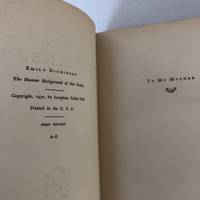 EMILY DICKINSON
The Human Background of Her Poetry
Copyright, 1930, by Josephine Pollitt Pohl
Printed in the U. S. A.
FIRST EDITION
TO MY MOTHER